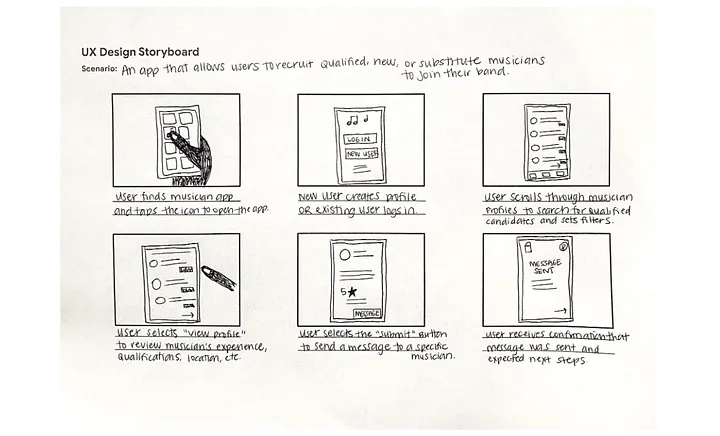 UX Design Storyboard
Scenario: An app that allows users to recruit qualified, new, or substitute musicians
to join their band.
User finds musician app
and taps the icon to open the app.
LOG IN
NEW USER
New user creates profile
OR existing user logs in.
User scrolls through musician
profiles to search for qualified
candidates and sets filters.
User selects "view profile"
to review musician's experience,
qualifications, location, etc.
5★
MESSAGE
User selects the "submit" button
to send a message to a specific
musician.
MESSAGE
SENT
User receives confirmation that
message was sent and
expected next steps